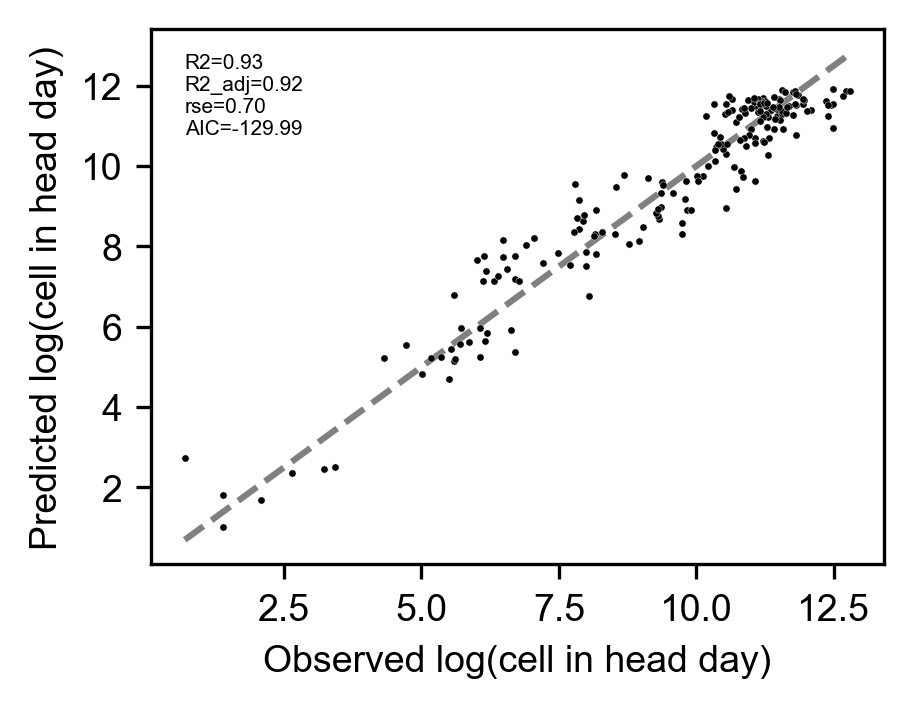 R2=0.93
R2_adj=0.92
rse=0.70
AIC=-129.99
Predicted log(cell in head day)
12
10
8
6
4
2
2.5 5.0 7.5 10.0 12.5
Observed log(cell in head day)